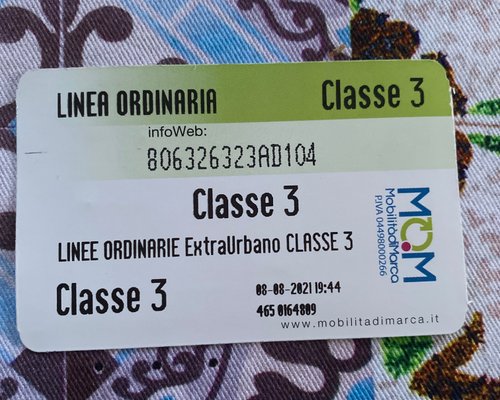 LINEA ORDINARIA Classe 3
infoWeb:
806326323AD104
Classe 3
LINEE ORDINARIE ExtraUrbano CLASSE 3
Classe 3
08-08-2021 19:44
465 0164809
www.mobilitadimarca.it
MOM
MobilitàdiMarca
P.IVA 04498000266